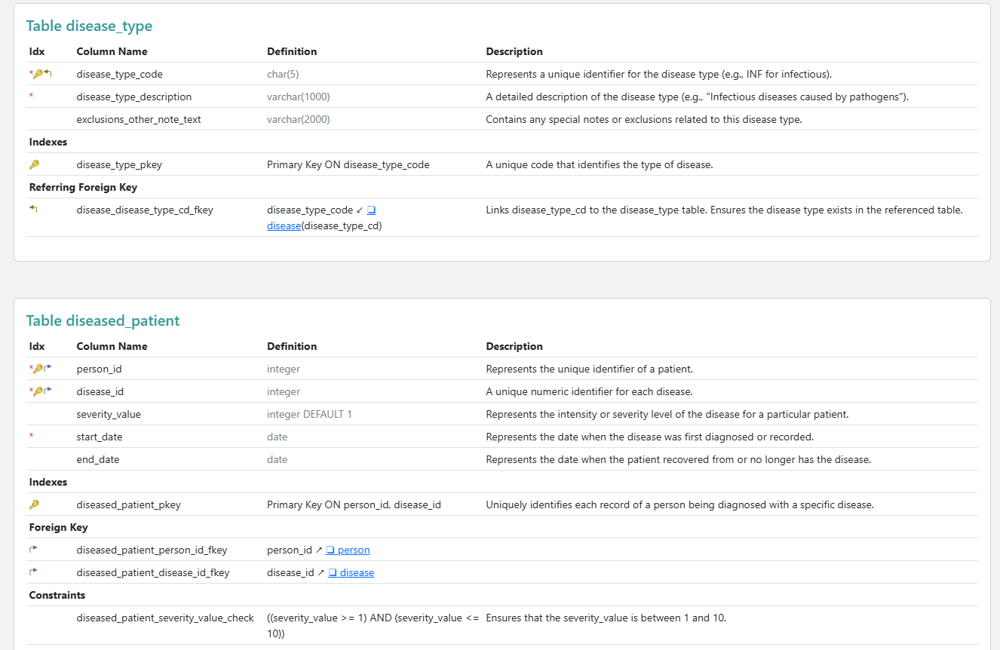 Table disease_type
Idx Column Name Definition Description
* disease_type_code char(5) Represents a unique identifier for the disease type (e.g., INF for infectious).
* disease_type_description varchar(1000) A detailed description of the disease type (e.g., "Infectious diseases caused by pathogens").
exclusions_other_note_text varchar(2000) Contains any special notes or exclusions related to this disease type.
Indexes
disease_type_pkey Primary Key ON disease_type_code A unique code that identifies the type of disease.
Referring Foreign Key
disease_disease_type_cd_fkey disease_type_code ↙ ❏ Links disease_type_cd to the disease_type table. Ensures the disease type exists in the referenced table.
disease(disease_type_cd)
Table diseased_patient
Idx Column Name Definition Description
* person_id integer Represents the unique identifier of a patient.
* disease_id integer A unique numeric identifier for each disease.
severity_value integer DEFAULT 1 Represents the intensity or severity level of the disease for a particular patient.
* start_date date Represents the date when the disease was first diagnosed or recorded.
end_date date Represents the date when the patient recovered from or no longer has the disease.
Indexes
diseased_patient_pkey Primary Key ON person_id, disease_id Uniquely identifies each record of a person being diagnosed with a specific disease.
Foreign Key
diseased_patient_person_id_fkey person_id ↗ ❏ person
diseased_patient_disease_id_fkey disease_id ↗ ❏ disease
Constraints
diseased_patient_severity_value_check ((severity_value >= 1) AND (severity_value <= Ensures that the severity_value is between 1 and 10.
10))